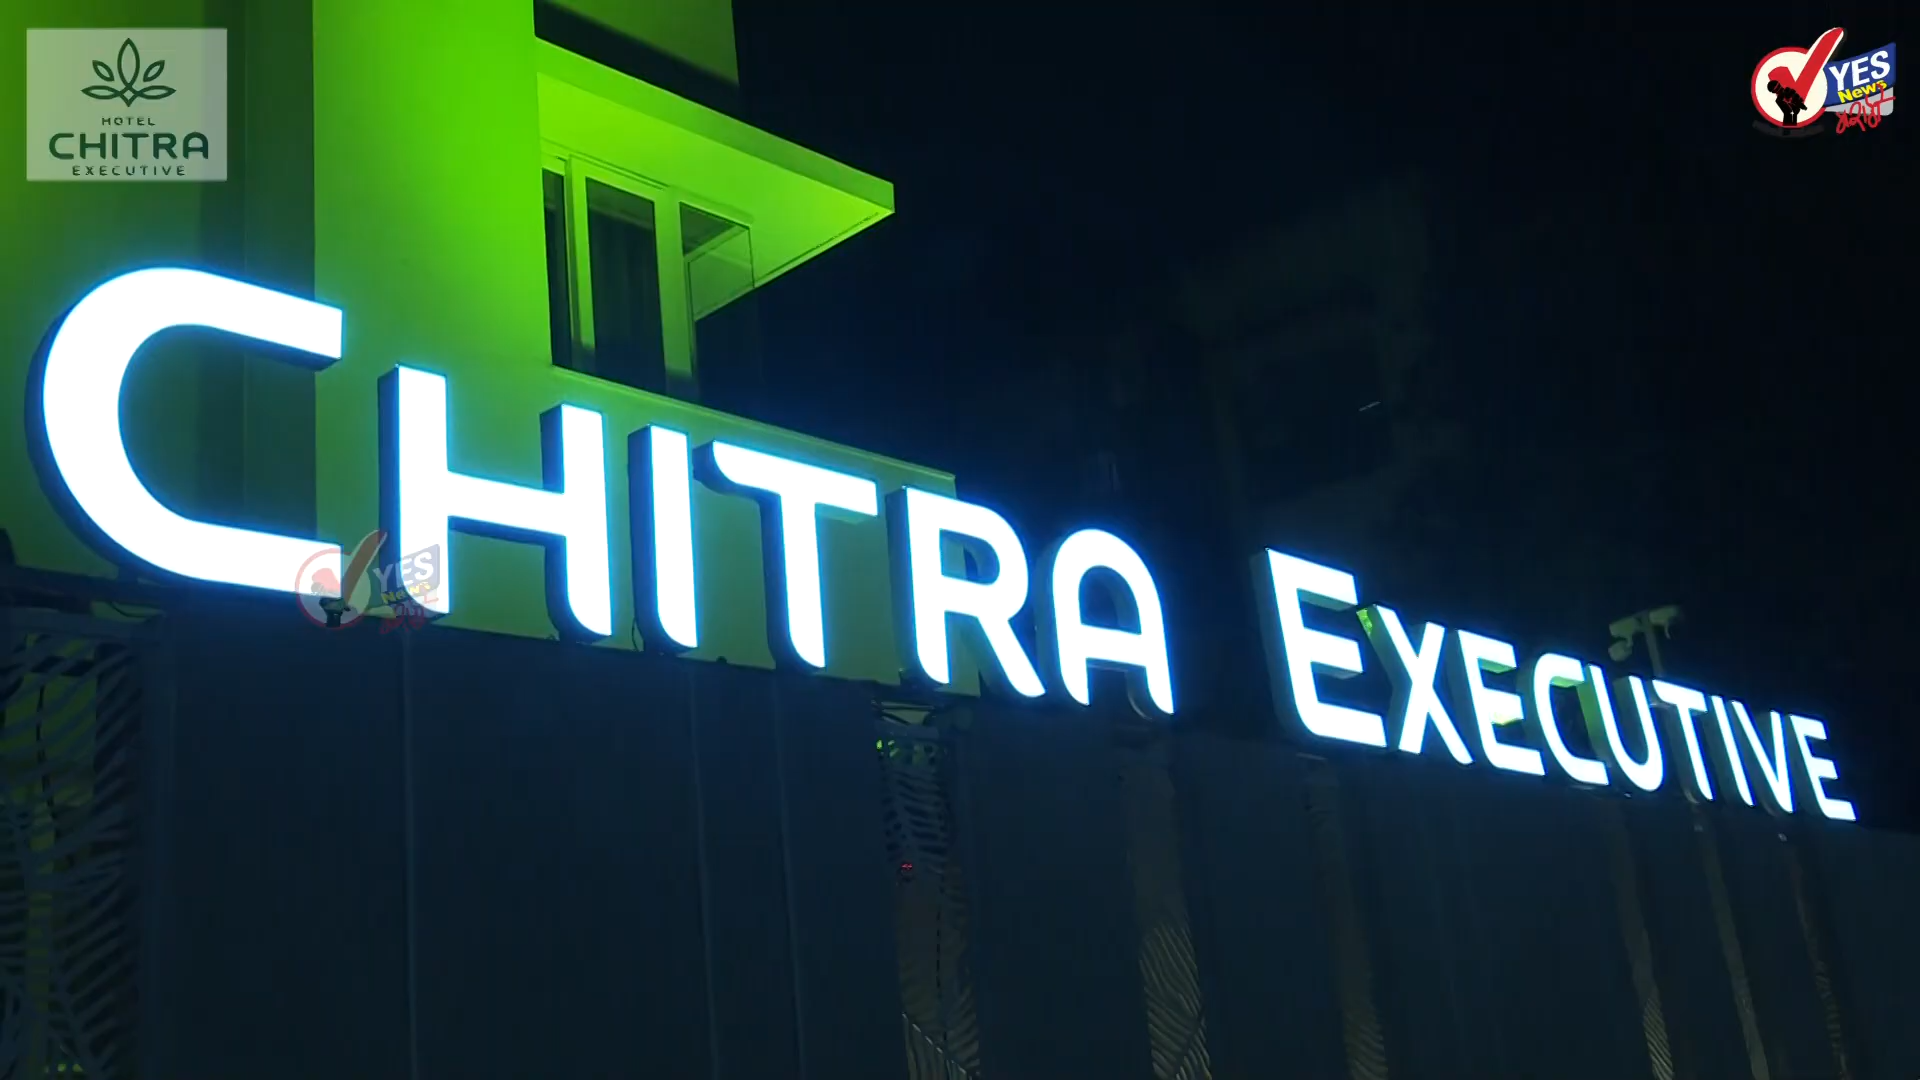 HOTEL
CHITRA
EXECUTIVE
YES
News
CHITRA EXECUTIVE
YES
News